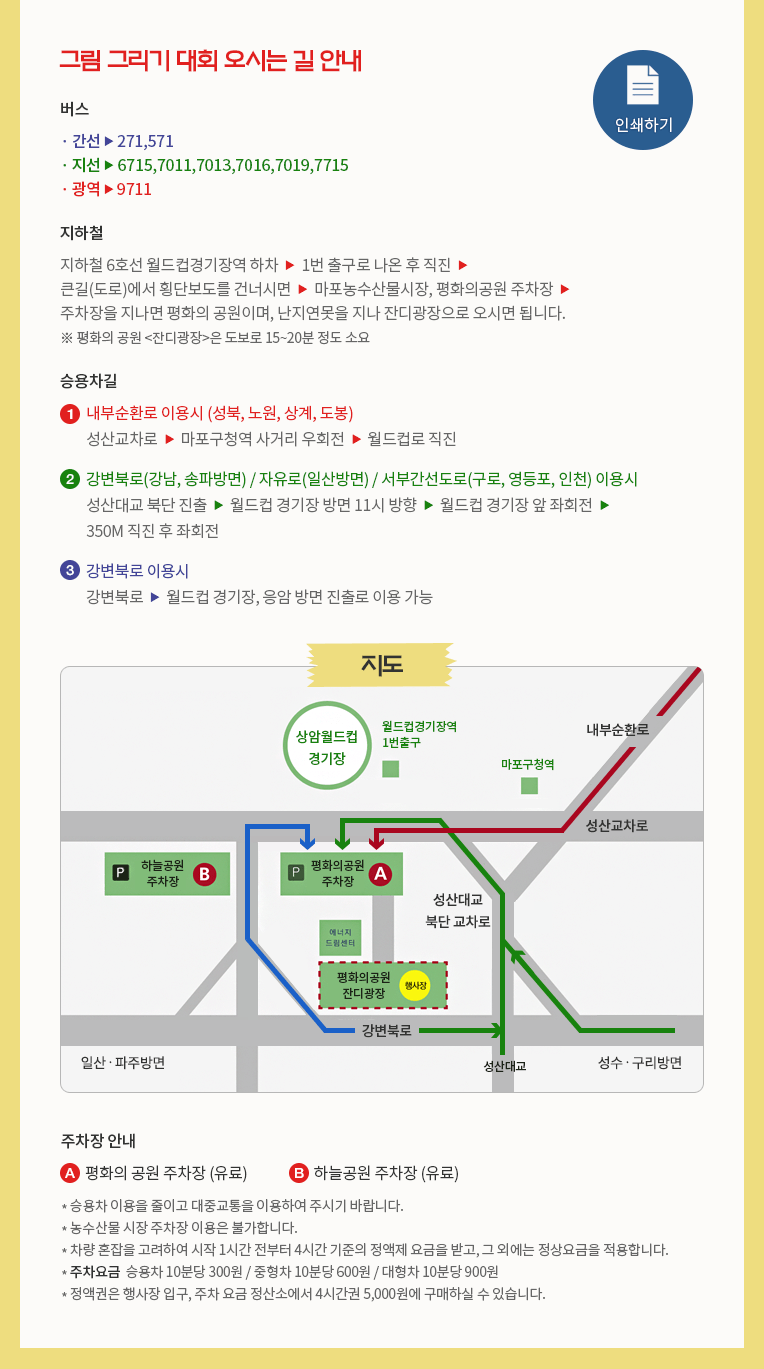 그림 그리기 대회 오시는 길 안내
인쇄하기
버스
· 간선 ▶ 271,571
· 지선 ▶ 6715,7011,7013,7016,7019,7715
· 광역 ▶ 9711
지하철
지하철 6호선 월드컵경기장역 하차 ▶ 1번 출구로 나온 후 직진 ▶
큰길(도로)에서 횡단보도를 건너시면 ▶ 마포농수산물시장, 평화의공원 주차장 ▶
주차장을 지나면 평화의 공원이며, 난지연못을 지나 잔디광장으로 오시면 됩니다.
※ 평화의 공원 <잔디광장>은 도보로 15~20분 정도 소요
승용차길
1 내부순환로 이용시 (성북, 노원, 상계, 도봉)
성산교차로 ▶ 마포구청역 사거리 우회전 ▶ 월드컵로 직진
2 강변북로(강남, 송파방면) / 자유로(일산방면) / 서부간선도로(구로, 영등포, 인천) 이용시
성산대교 북단 진출 ▶ 월드컵 경기장 방면 11시 방향 ▶ 월드컵 경기장 앞 좌회전 ▶
350M 직진 후 좌회전
3 강변북로 이용시
강변북로 ▶ 월드컵 경기장, 응암 방면 진출로 이용 가능
지도
상암월드컵
경기장
월드컵경기장역
1번출구
내부순환로
마포구청역
성산교차로
P 하늘공원
주차장 B
P 평화의공원
주차장 A
성산대교
북단 교차로
에너지
드림센터
평화의공원
잔디광장
행사장
강변북로
일산 · 파주방면
성산대교
성수 · 구리방면
주차장 안내
A 평화의 공원 주차장 (유료)
B 하늘공원 주차장 (유료)
* 승용차 이용을 줄이고 대중교통을 이용하여 주시기 바랍니다.
* 농수산물 시장 주차장 이용은 불가합니다.
* 차량 혼잡을 고려하여 시작 1시간 전부터 4시간 기준의 정액제 요금을 받고, 그 외에는 정상요금을 적용합니다.
* 주차요금 승용차 10분당 300원 / 중형차 10분당 600원 / 대형차 10분당 900원
* 정액권은 행사장 입구, 주차 요금 정산소에서 4시간권 5,000원에 구매하실 수 있습니다.